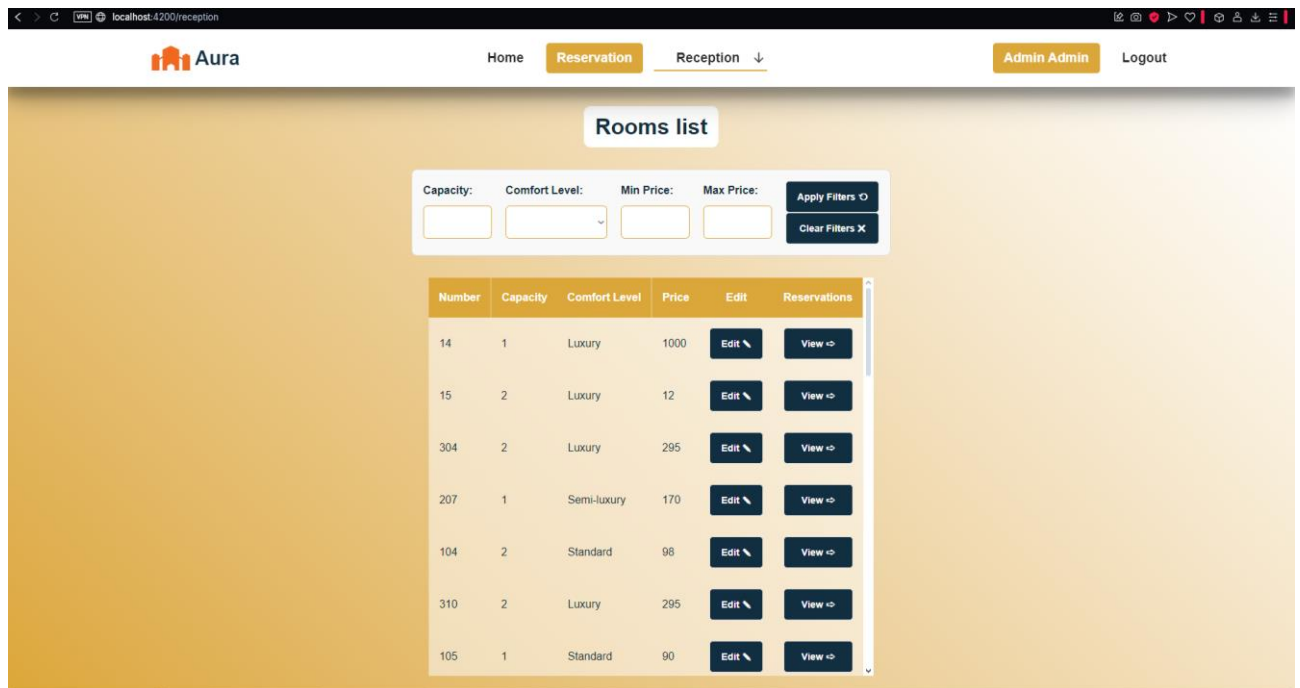 VPN localhost:4200/reception
Aura Home Reservation Reception ↓ Admin Admin Logout
Rooms list
Capacity: Comfort Level: Min Price: Max Price:
Apply Filters
Clear Filters X
Number Capacity Comfort Level Price Edit Reservations
14 1 Luxury 1000 Edit View
15 2 Luxury 12 Edit View
304 2 Luxury 295 Edit View
207 1 Semi-luxury 170 Edit View
104 2 Standard 98 Edit View
310 2 Luxury 295 Edit View
105 1 Standard 90 Edit View